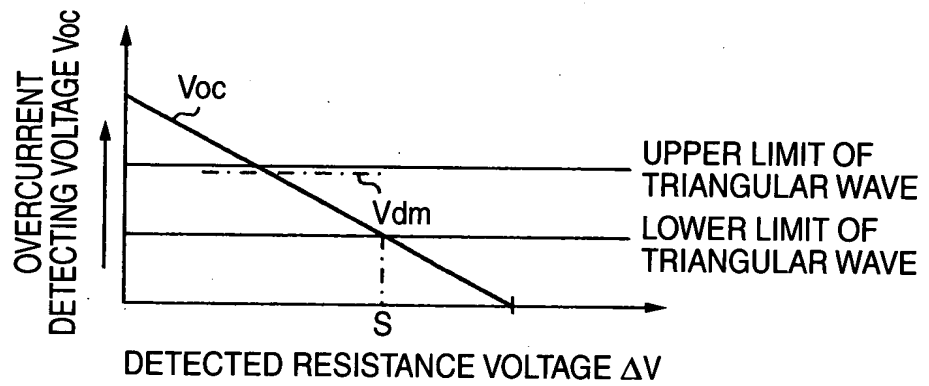 OVERCURRENT
DETECTING VOLTAGE Voc
Voc
UPPER LIMIT OF
TRIANGULAR WAVE
Vdm
LOWER LIMIT OF
TRIANGULAR WAVE
S
DETECTED RESISTANCE VOLTAGE ΔV